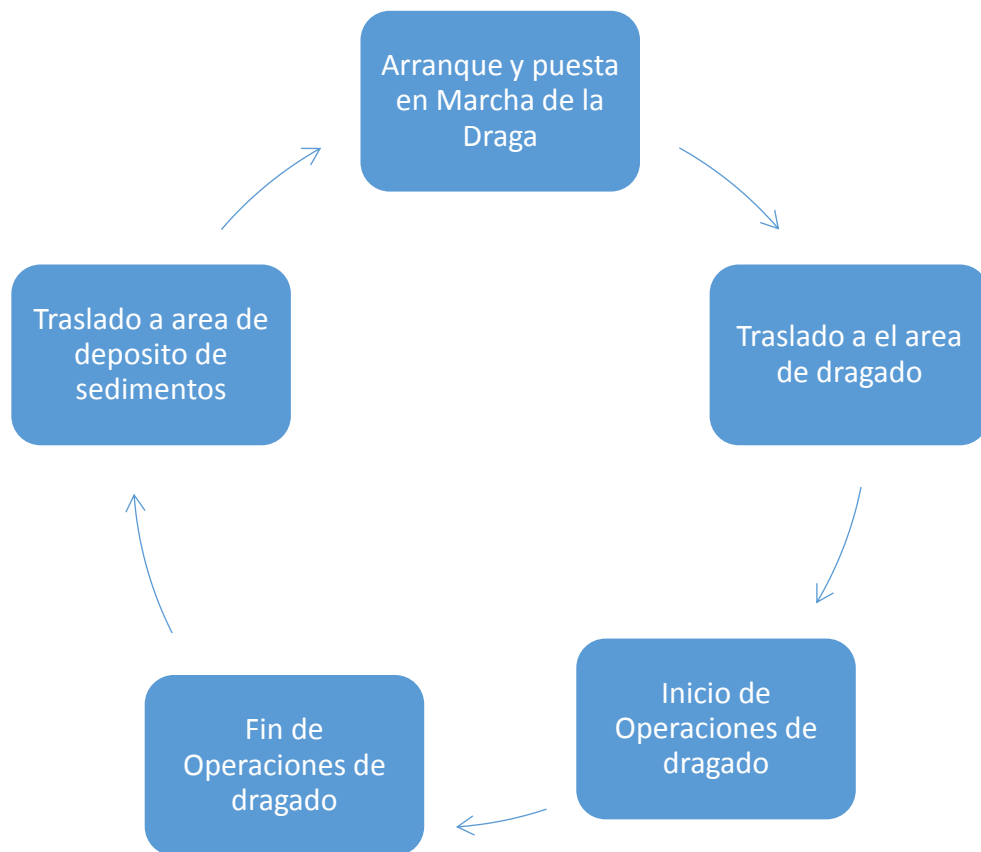 Arranque y puesta
en Marcha de la
Draga
Traslado a el area
de dragado
Inicio de
Operaciones de
dragado
Fin de
Operaciones de
dragado
Traslado a area de
deposito de
sedimentos